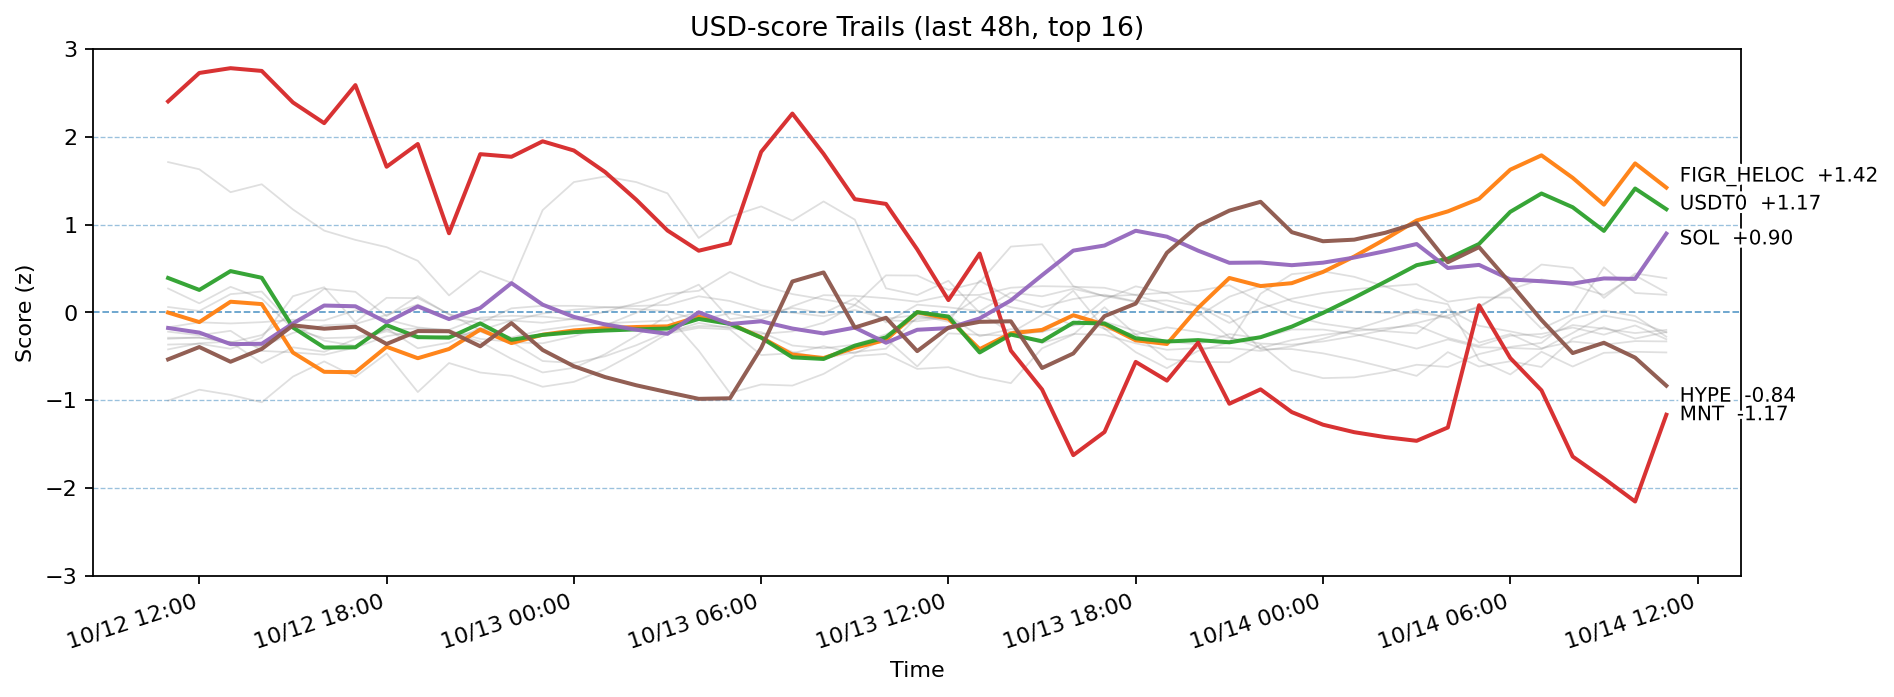 USD-score Trails (last 48h, top 16)
Score (z)
3
2
1
0
−1
−2
−3
FIGR_HELOC +1.42
USDT0 +1.17
SOL +0.90
HYPE -0.84
MNT -1.17
10/12 12:00
10/12 18:00
10/13 00:00
10/13 06:00
10/13 12:00
10/13 18:00
10/14 00:00
10/14 06:00
10/14 12:00
Time